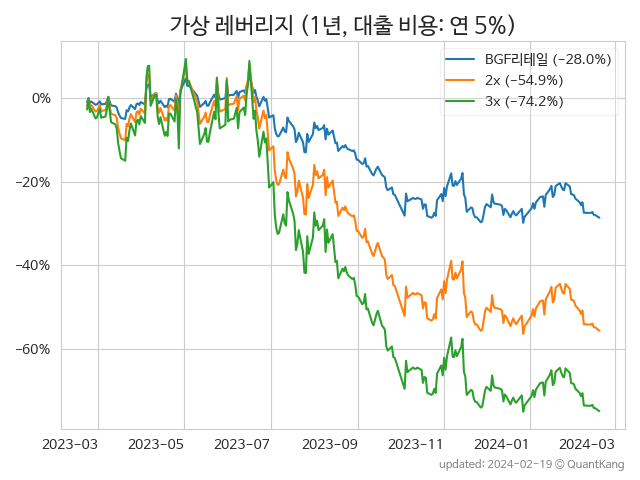 가상 레버리지 (1년, 대출 비용: 연 5%)
BGF리테일 (−28.0%)
2x (−54.9%)
3x (−74.2%)
0%
−20%
−40%
−60%
2023-03 2023-05 2023-07 2023-09 2023-11 2024-01 2024-03
updated: 2024-02-19 © QuantKang